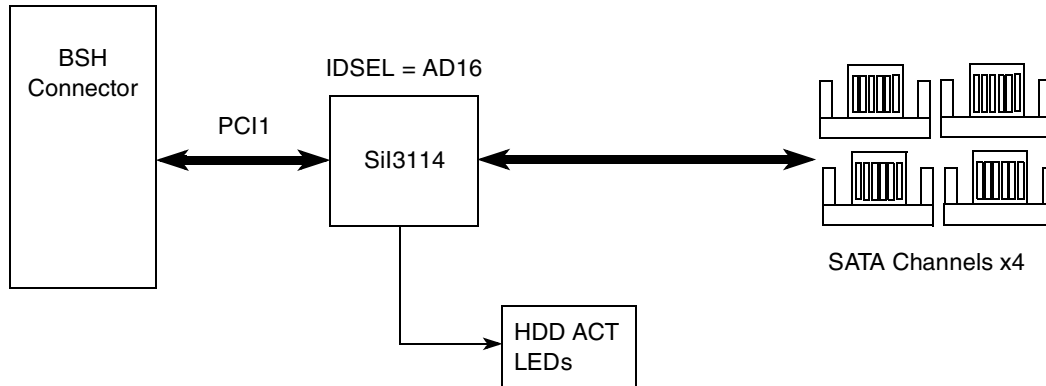 BSH
Connector
PCI1
IDSEL = AD16
SiI3114
SATA Channels x4
HDD ACT
LEDs